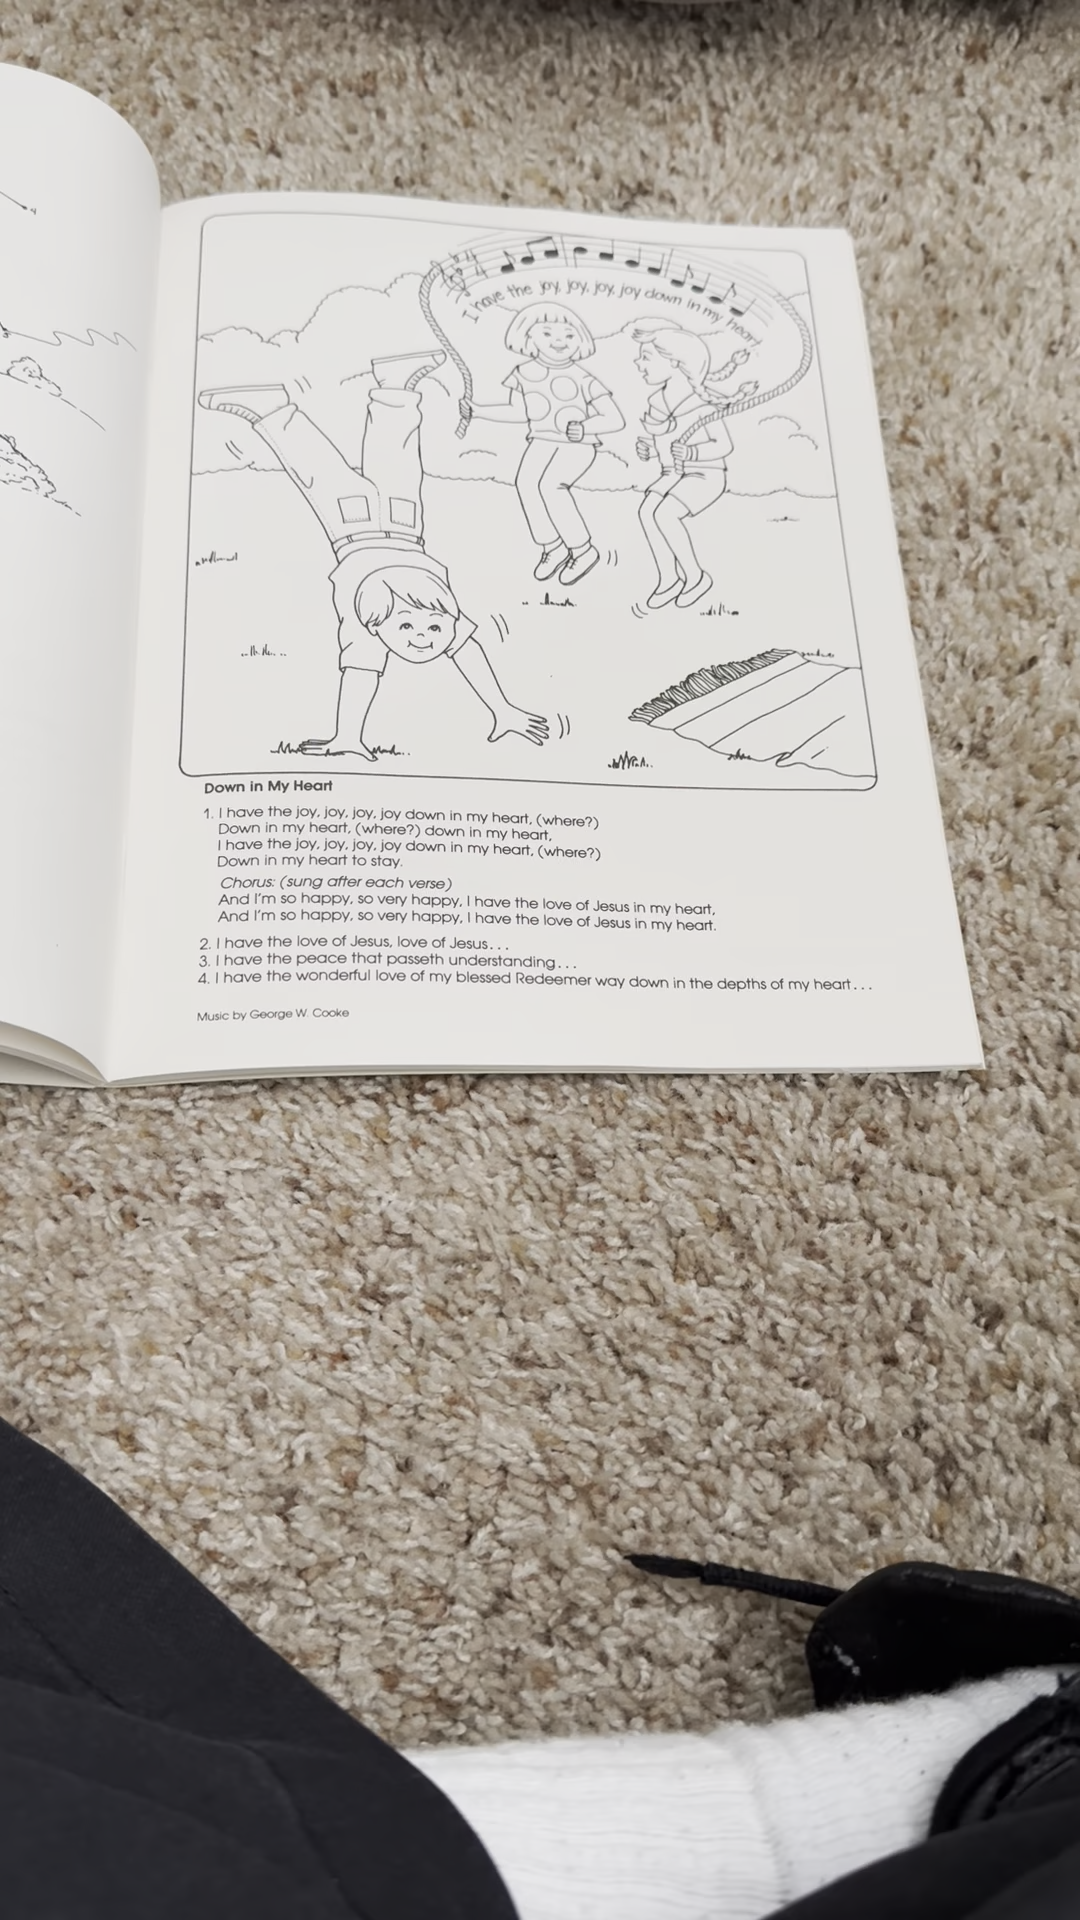 I have the joy, joy, joy, joy down in my heart
Down in My Heart
1. I have the joy, joy, joy, joy down in my heart, (where?)
Down in my heart, (where?) down in my heart,
I have the joy, joy, joy, joy down in my heart, (where?)
Down in my heart to stay.
Chorus: (sung after each verse)
And I'm so happy, so very happy, I have the love of Jesus in my heart,
And I'm so happy, so very happy, I have the love of Jesus in my heart.
2. I have the love of Jesus, love of Jesus...
3. I have the peace that passeth understanding...
4. I have the wonderful love of my blessed Redeemer way down in the depths of my heart...
Music by George W. Cooke